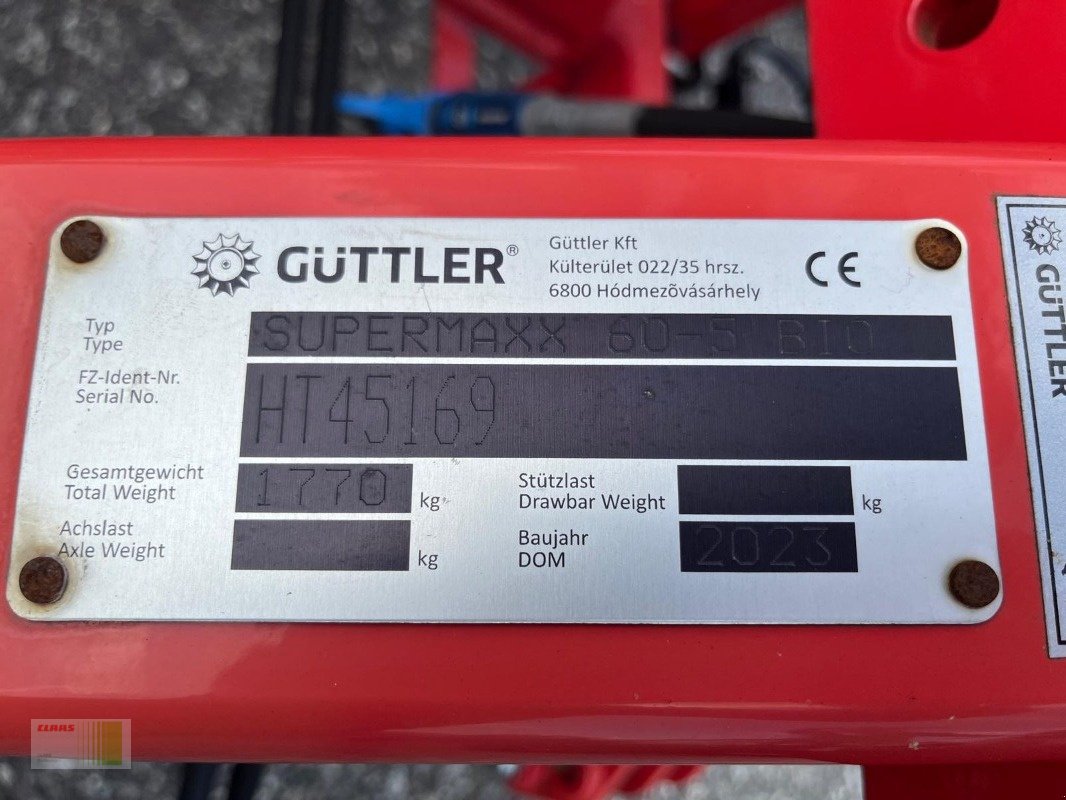 GÜTTLER®
Güttler Kft
Külterület 022/35 hrsz.
6800 Hódmezõvásárhely
CE
Typ
Type
SUPERMAXX 60-5 BIO
FZ-Ident-Nr.
Serial No.
HT45169
Gesamtgewicht
Total Weight
1770 kg
Stützlast
Drawbar Weight
kg
Achslast
Axle Weight
kg
Baujahr
DOM
2023
GÜTTLER
CLAAS